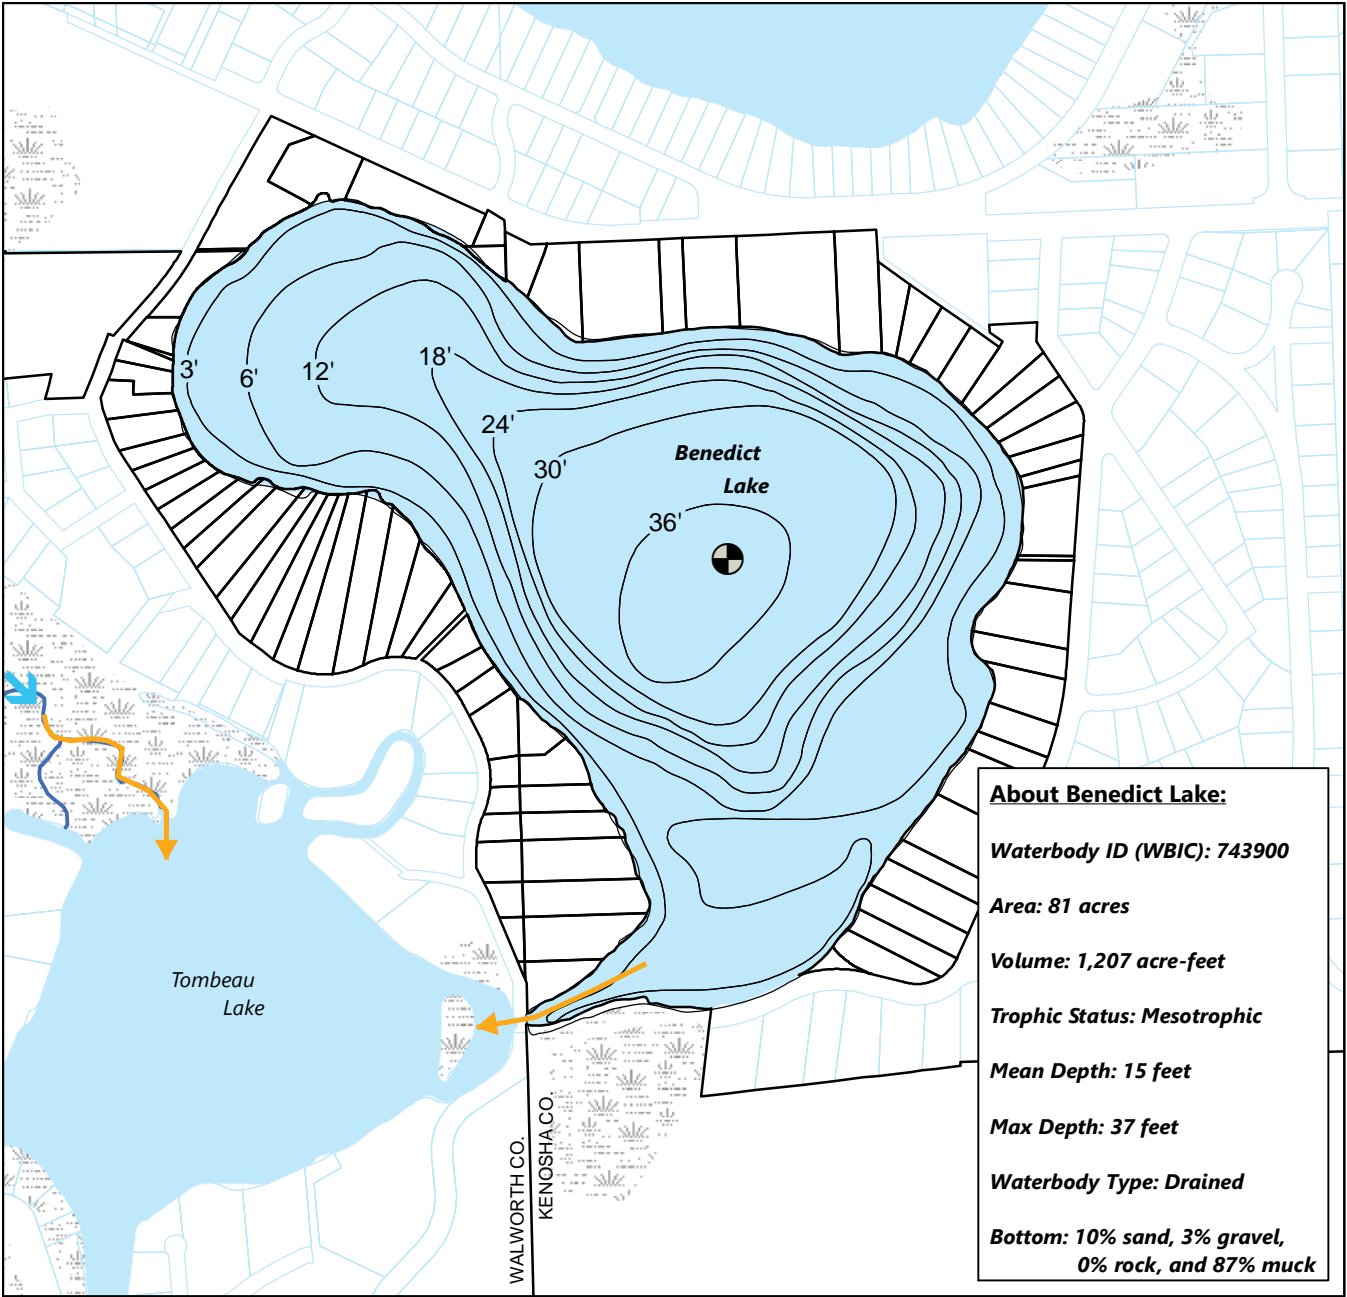 3'
6'
12'
18'
24'
30'
36'
Benedict
Lake
Tombeau
Lake
WALWORTH CO.
KENOSHA CO.
About Benedict Lake:
Waterbody ID (WBIC): 743900
Area: 81 acres
Volume: 1,207 acre-feet
Trophic Status: Mesotrophic
Mean Depth: 15 feet
Max Depth: 37 feet
Waterbody Type: Drained
Bottom: 10% sand, 3% gravel,
0% rock, and 87% muck